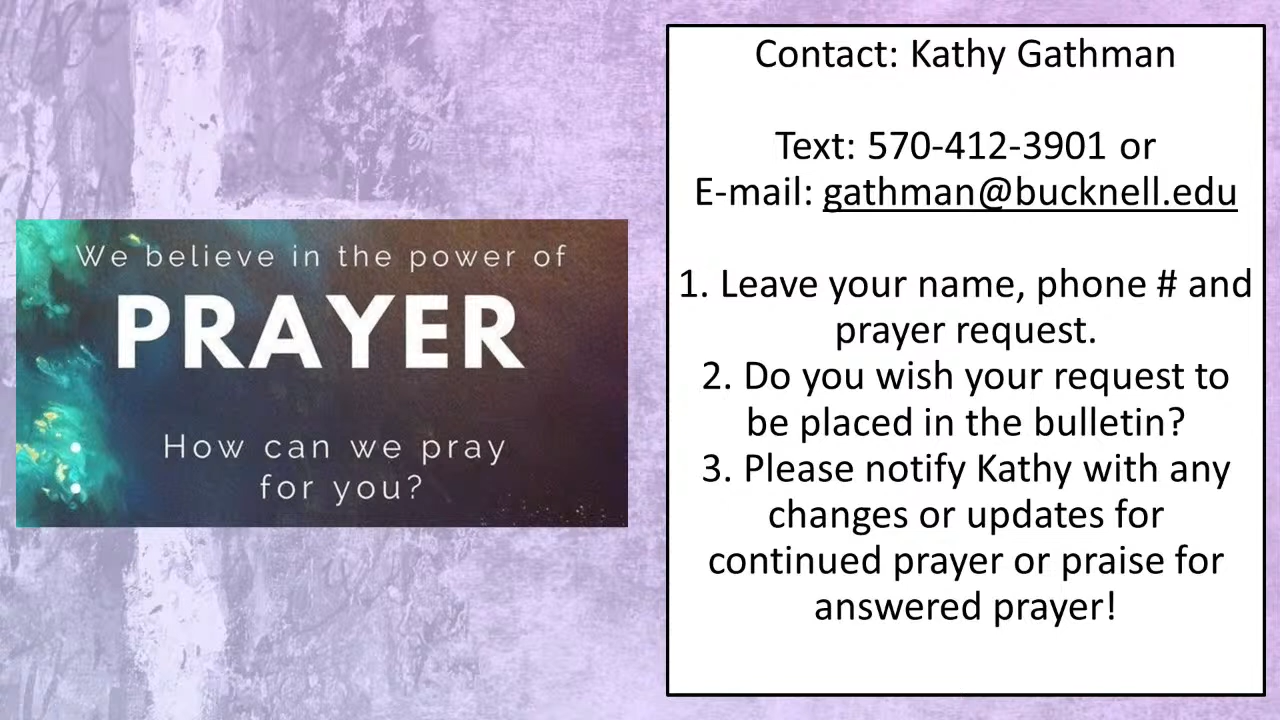 We believe in the power of
PRAYER
How can we pray
for you?
Contact: Kathy Gathman
Text: 570-412-3901 or
E-mail: gathman@bucknell.edu
1. Leave your name, phone # and
prayer request.
2. Do you wish your request to
be placed in the bulletin?
3. Please notify Kathy with any
changes or updates for
continued prayer or praise for
answered prayer!